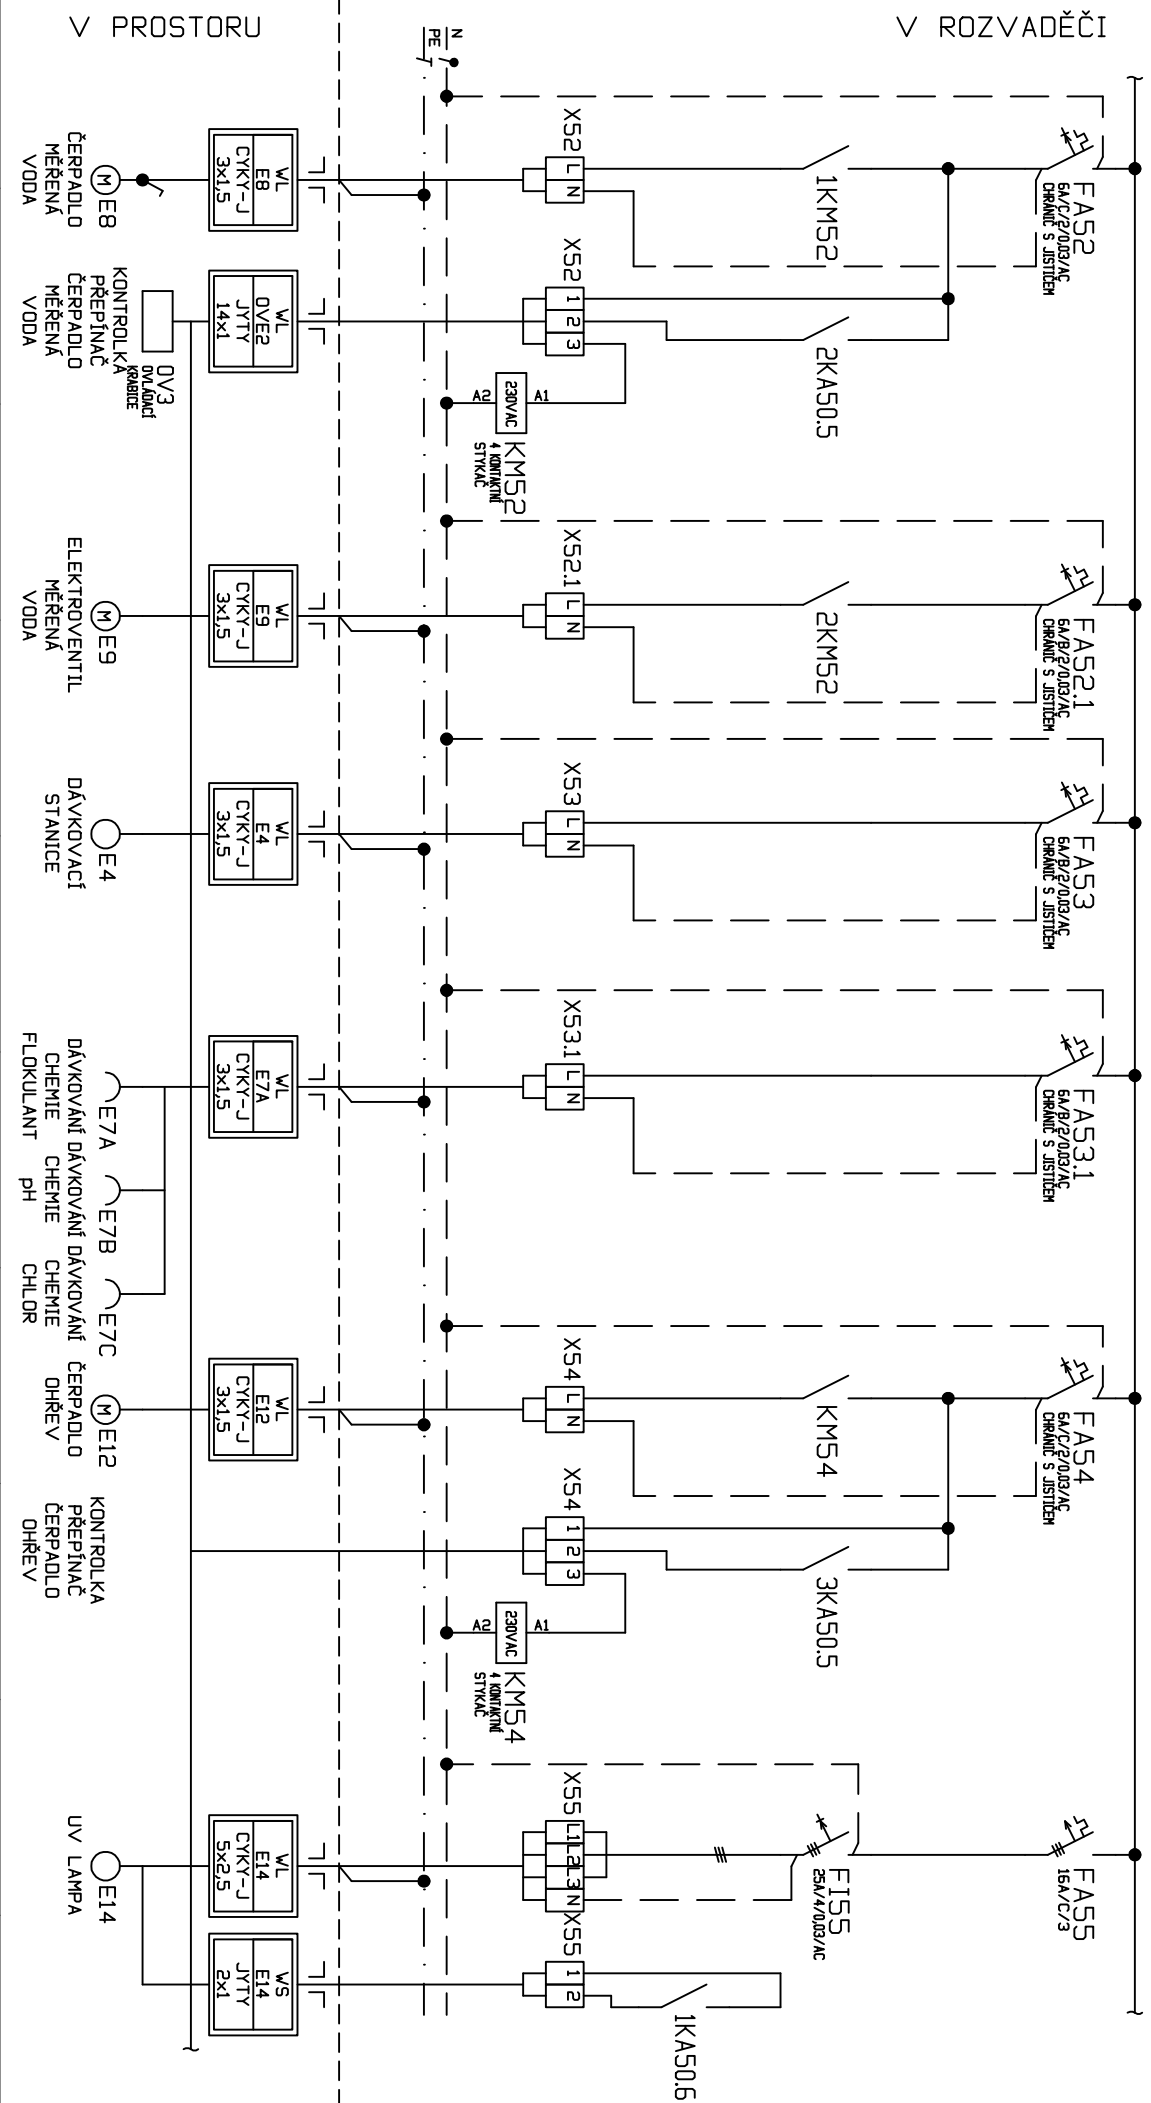 V PROSTORU
V ROZVADĚČI
N
PE
FA52
6A/C/2/0,03/AC
CHRÁNIČ S JISTIČEM
1KM52
X52
L N
WL
E8
CYKY-J
3x1,5
M E8
ČERPADLO
MĚŘENÁ
VODA
2KA50.5
X52
1 2 3
A1
230VAC
A2
KM52
4 KONTAKTNÍ
STYKAČ
WL
OVE2
JYTY
14x1
OV3
OVLÁDACÍ
KRABICE
KONTROLKA
PŘEPÍNAČ
ČERPADLO
MĚŘENÁ
VODA
FA52.1
6A/B/2/0,03/AC
CHRÁNIČ S JISTIČEM
2KM52
X52.1
L N
WL
E9
CYKY-J
3x1,5
M E9
ELEKTROVENTIL
MĚŘENÁ
VODA
FA53
6A/B/2/0,03/AC
CHRÁNIČ S JISTIČEM
X53
L N
WL
E4
CYKY-J
3x1,5
E4
DÁVKOVACÍ
STANICE
FA53.1
6A/B/2/0,03/AC
CHRÁNIČ S JISTIČEM
X53.1
L N
WL
E7A
CYKY-J
3x1,5
E7A
DÁVKOVÁNÍ
CHEMIE
FLOKULANT
E7B
DÁVKOVÁNÍ
CHEMIE
pH
E7C
DÁVKOVÁNÍ
CHEMIE
CHLOR
FA54
6A/C/2/0,03/AC
CHRÁNIČ S JISTIČEM
KM54
X54
L N
WL
E12
CYKY-J
3x1,5
M E12
ČERPADLO
OHŘEV
3KA50.5
X54
1 2 3
A1
230VAC
A2
KM54
4 KONTAKTNÍ
STYKAČ
KONTROLKA
PŘEPÍNAČ
ČERPADLO
OHŘEV
FA55
16A/C/3
FI55
25A/4/0,03/AC
X55
L1 L2 L3 N
WL
E14
CYKY-J
5x2,5
E14
UV LAMPA
1KA50.6
X55
1 2
WS
E14
JYTY
2x1